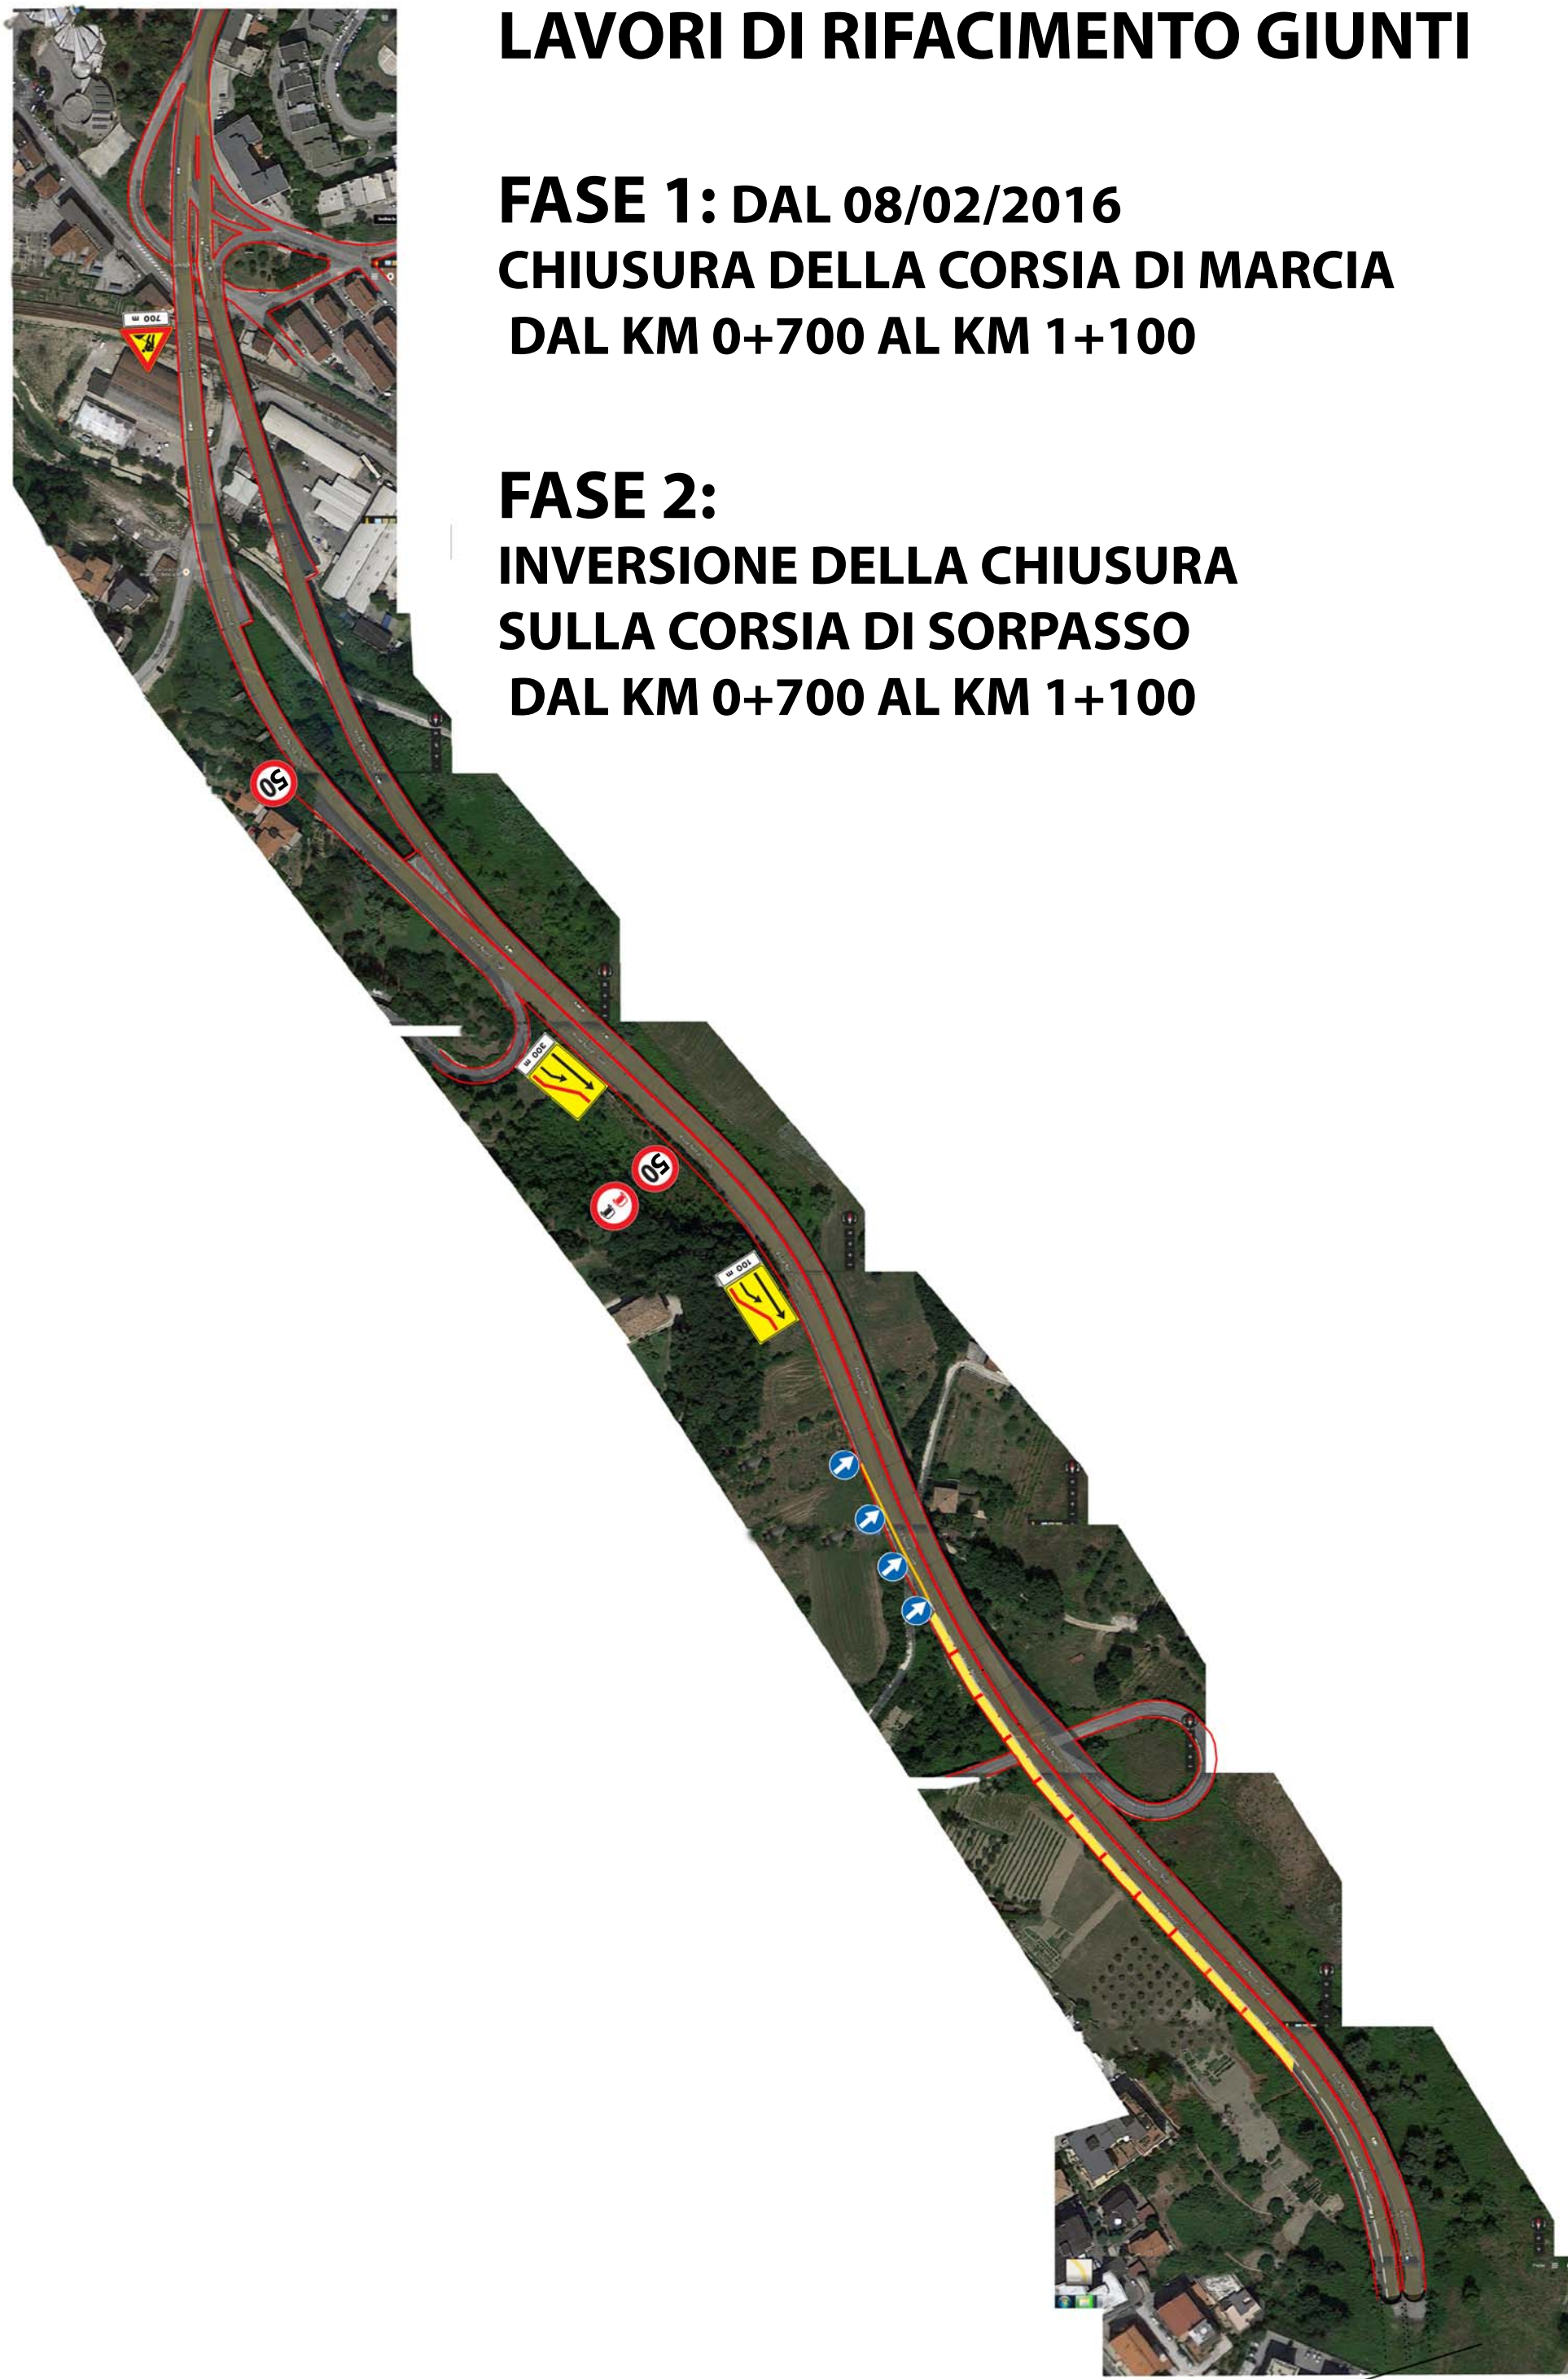 LAVORI DI RIFACIMENTO GIUNTI
FASE 1: DAL 08/02/2016
CHIUSURA DELLA CORSIA DI MARCIA
DAL KM 0+700 AL KM 1+100
FASE 2:
INVERSIONE DELLA CHIUSURA
SULLA CORSIA DI SORPASSO
DAL KM 0+700 AL KM 1+100
700 m
50
300 m
50
100 m